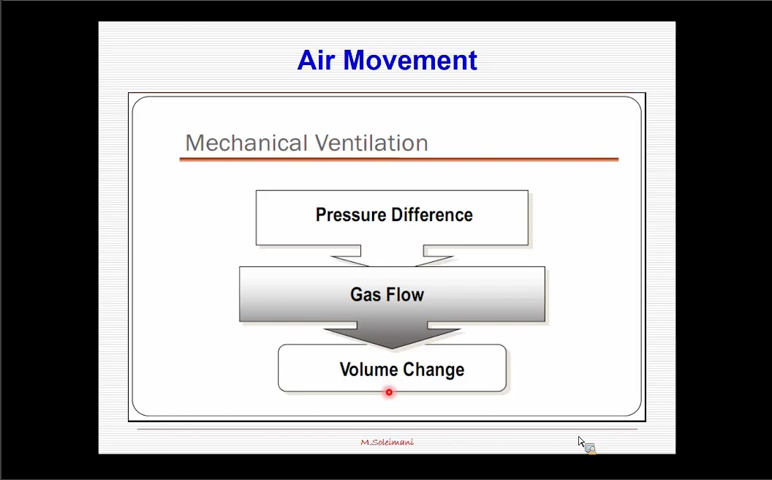 Air Movement
Mechanical Ventilation
Pressure Difference
Gas Flow
Volume Change
M.Soleimani